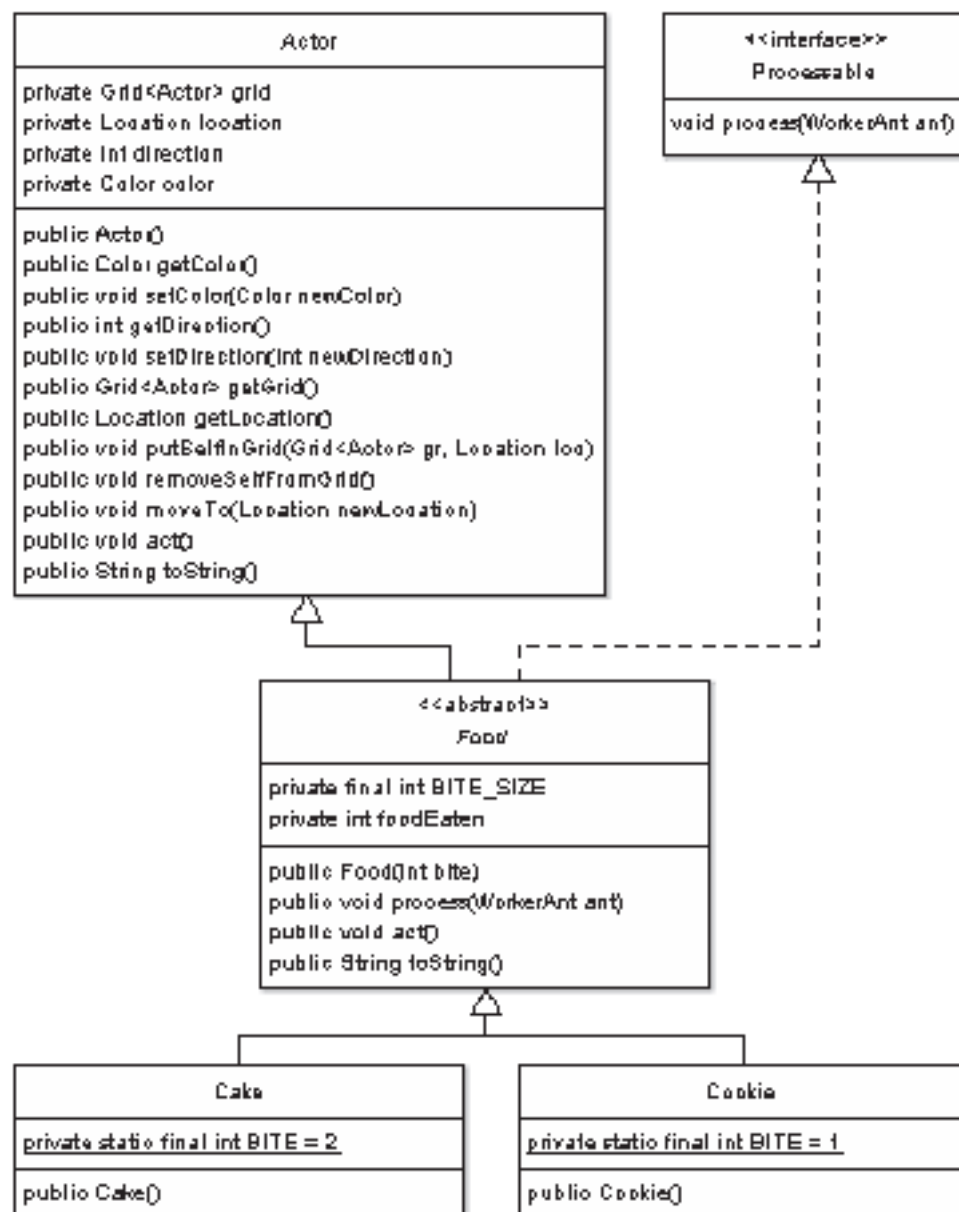 Actor
private Grid<Actor> grid
private Location location
private int direction
private Color color
public Actor()
public Color getColor()
public void setColor(Color newColor)
public int getDirection()
public void setDirection(int newDirection)
public Grid<Actor> getGrid()
public Location getLocation()
public void putSelfInGrid(Grid<Actor> gr, Location loc)
public void removeSelfFromGrid()
public void moveTo(Location newLocation)
public void act()
public String toString()
<<interface>>
Processable
void process(WorkerAnt ant)
<<abstract>>
Food
private final int BITE_SIZE
private int foodEaten
public Food(int bite)
public void process(WorkerAnt ant)
public void act()
public String toString()
Cake
private static final int BITE = 2
public Cake()
Cookie
private static final int BITE = 1
public Cookie()